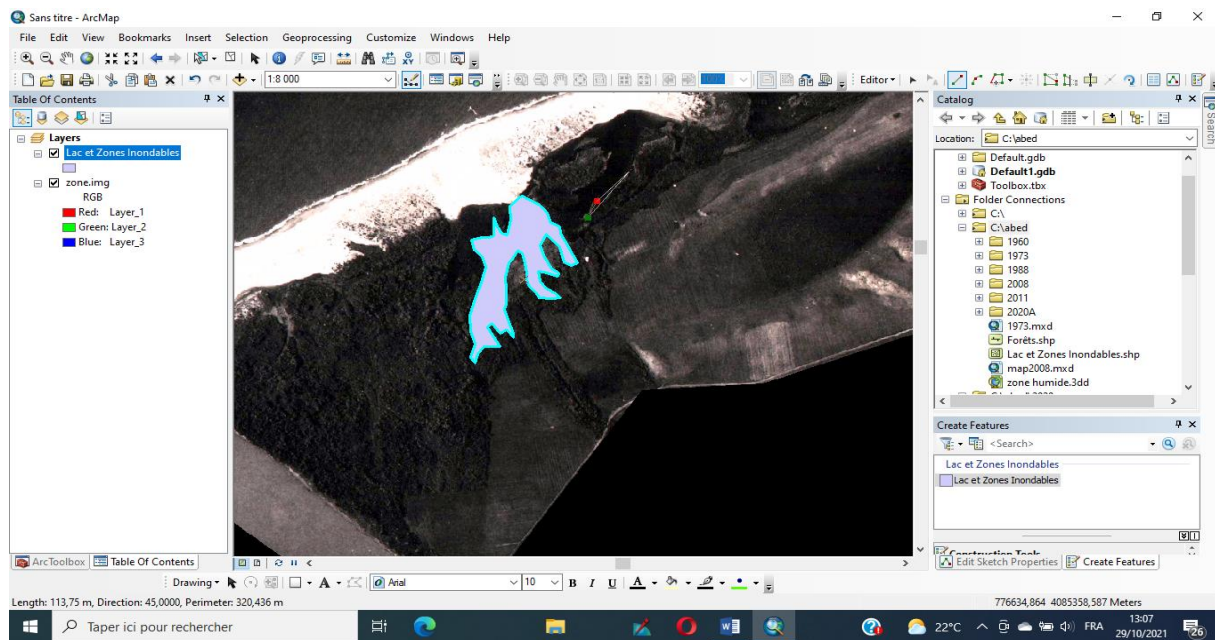 Sans titre - ArcMap
File Edit View Bookmarks Insert Selection Geoprocessing Customize Windows Help
1:8 000
Editor
Table Of Contents
Layers
Lac et Zones Inondables
zone.img
RGB
Red: Layer_1
Green: Layer_2
Blue: Layer_3
ArcToolbox
Table Of Contents
Catalog
Location: C:\abed
Default.gdb
Default1.gdb
Toolbox.tbx
Folder Connections
C:\
C:\abed
1960
1973
1988
2008
2011
2020A
1973.mxd
Forêts.shp
Lac et Zones Inondables.shp
map2008.mxd
zone humide.3dd
Search
Create Features
<Search>
Lac et Zones Inondables
Lac et Zones Inondables
Construction Tools
Edit Sketch Properties
Create Features
Drawing
A
Arial
10
B I U A
Length: 113,75 m, Direction: 45,0000, Perimeter: 320,436 m
776634,864 4085358,587 Meters
Taper ici pour rechercher
22°C
FRA
13:07
29/10/2021
26